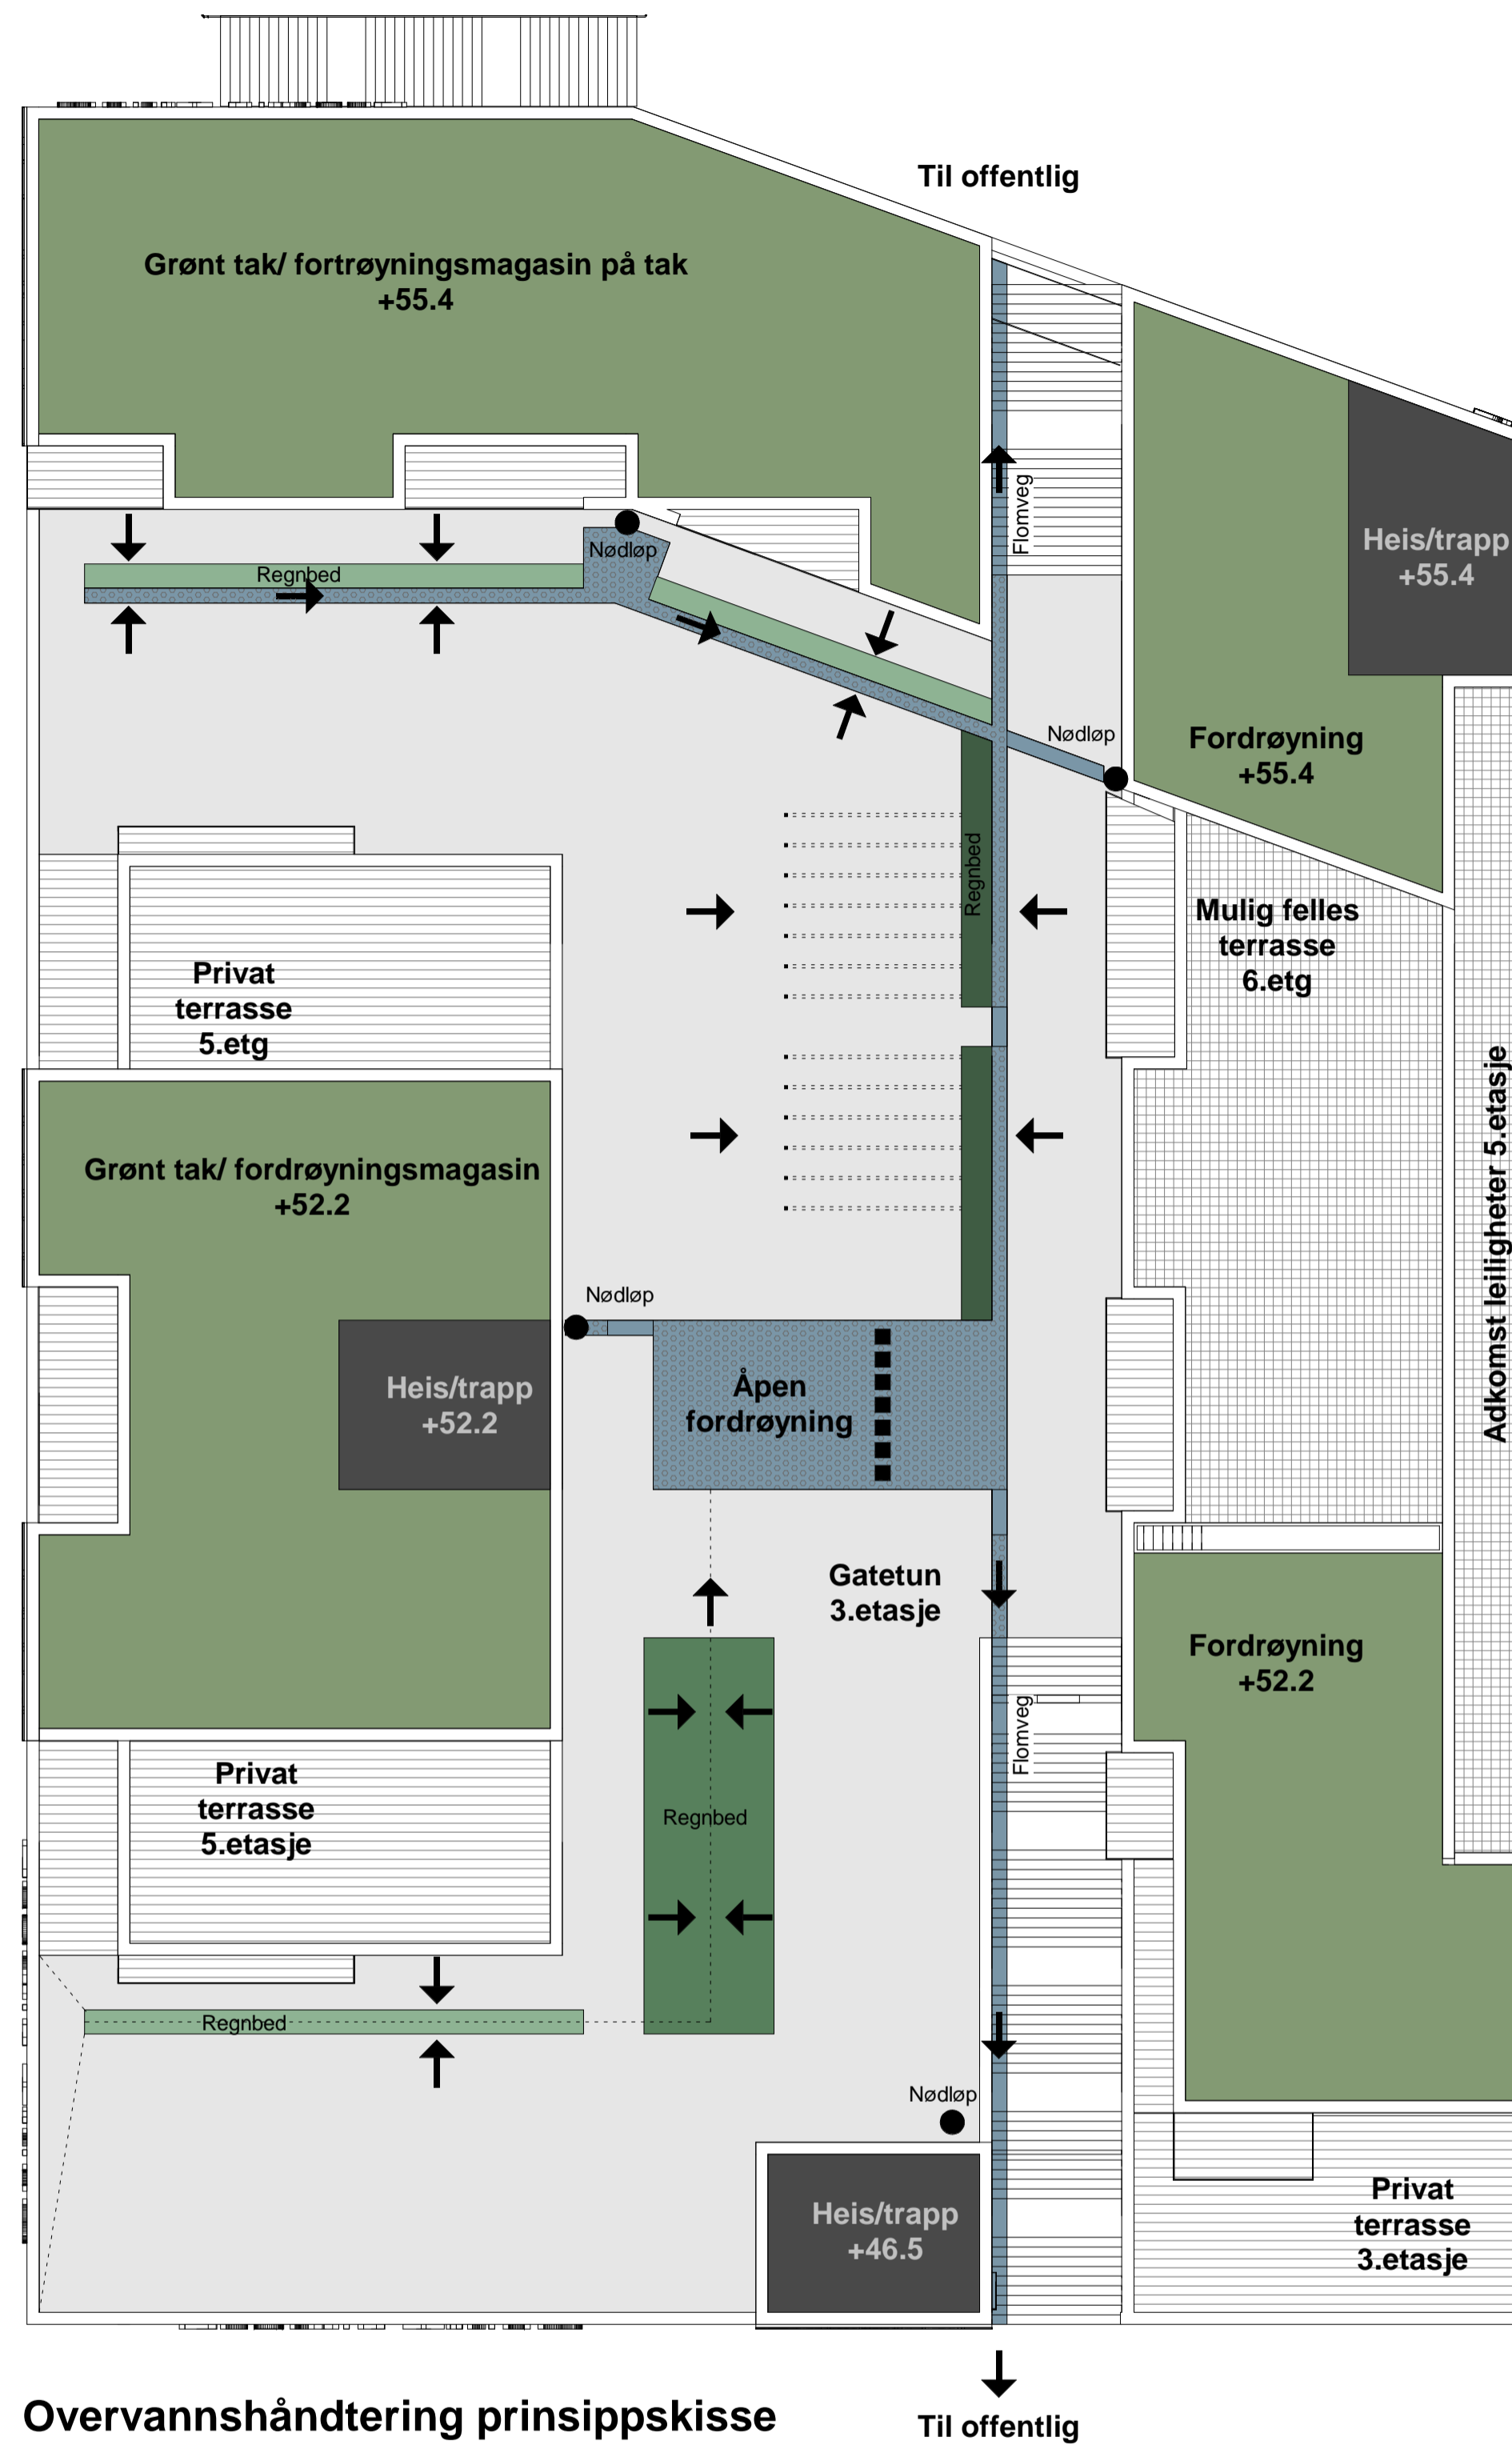 Til offentlig
Grønt tak/ fortrøyningsmagasin på tak
+55.4
Flomveg
Heis/trapp
+55.4
Nødløp
Regnbed
Nødløp
Fordrøyning
+55.4
Regnbed
Mulig felles
terrasse
6.etg
Privat
terrasse
5.etg
Adkomst leiligheter 5.etasje
Grønt tak/ fordrøyningsmagasin
+52.2
Nødløp
Heis/trapp
+52.2
Åpen
fordrøyning
Gatetun
3.etasje
Fordrøyning
+52.2
Flomveg
Privat
terrasse
5.etasje
Regnbed
Regnbed
Nødløp
Heis/trapp
+46.5
Privat
terrasse
3.etasje
Overvannshåndtering prinsippskisse
Til offentlig